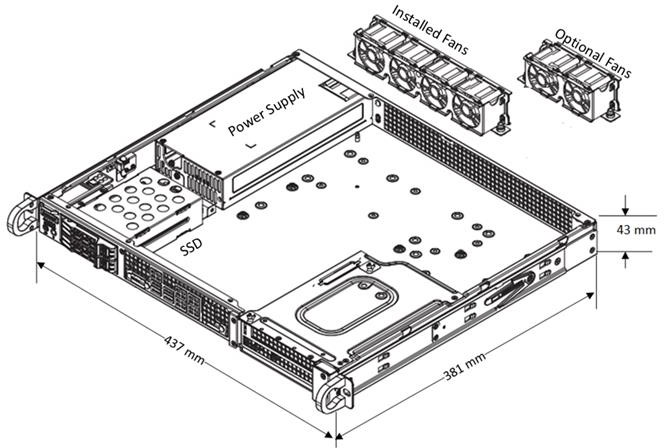 Installed Fans
Optional Fans
Power Supply
SSD
43 mm
437 mm
381 mm